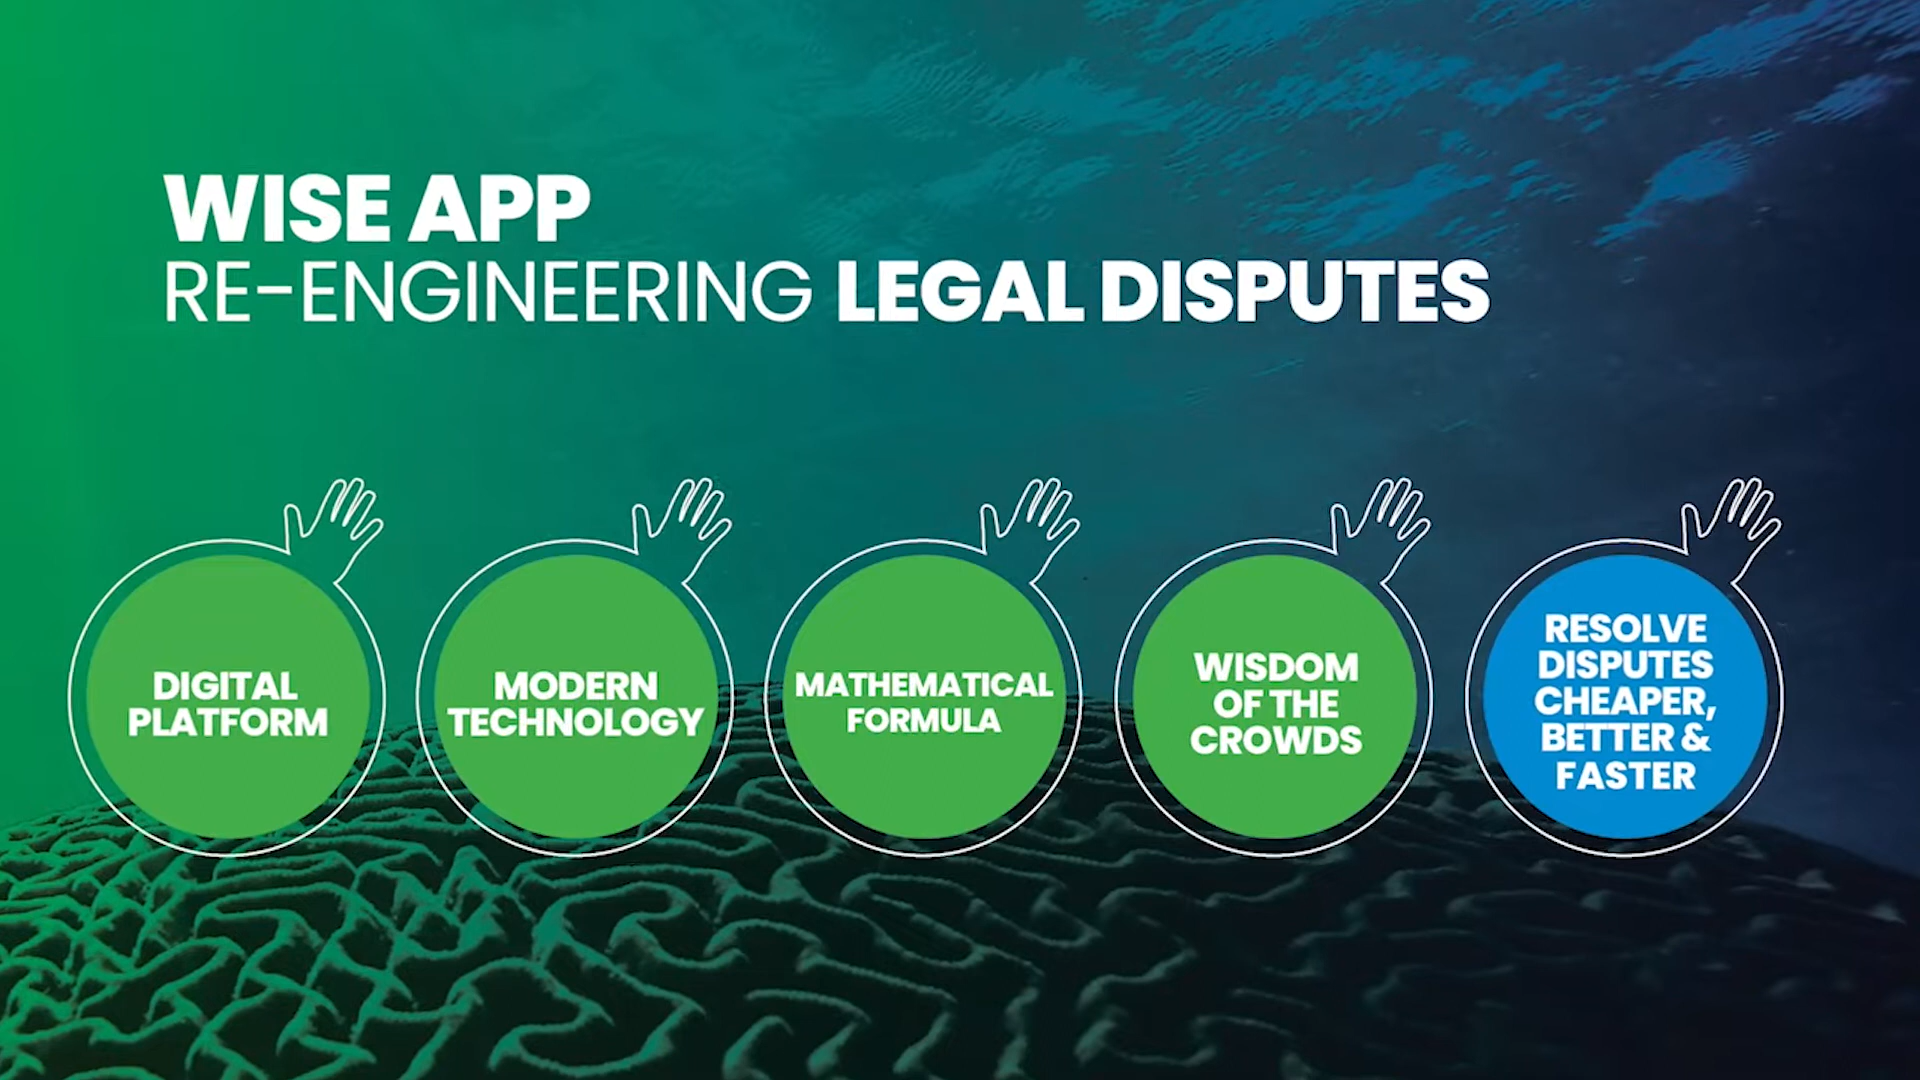 WISE APP
RE-ENGINEERING LEGAL DISPUTES
DIGITAL
PLATFORM
MODERN
TECHNOLOGY
MATHEMATICAL
FORMULA
WISDOM
OF THE
CROWDS
RESOLVE
DISPUTES
CHEAPER,
BETTER &
FASTER